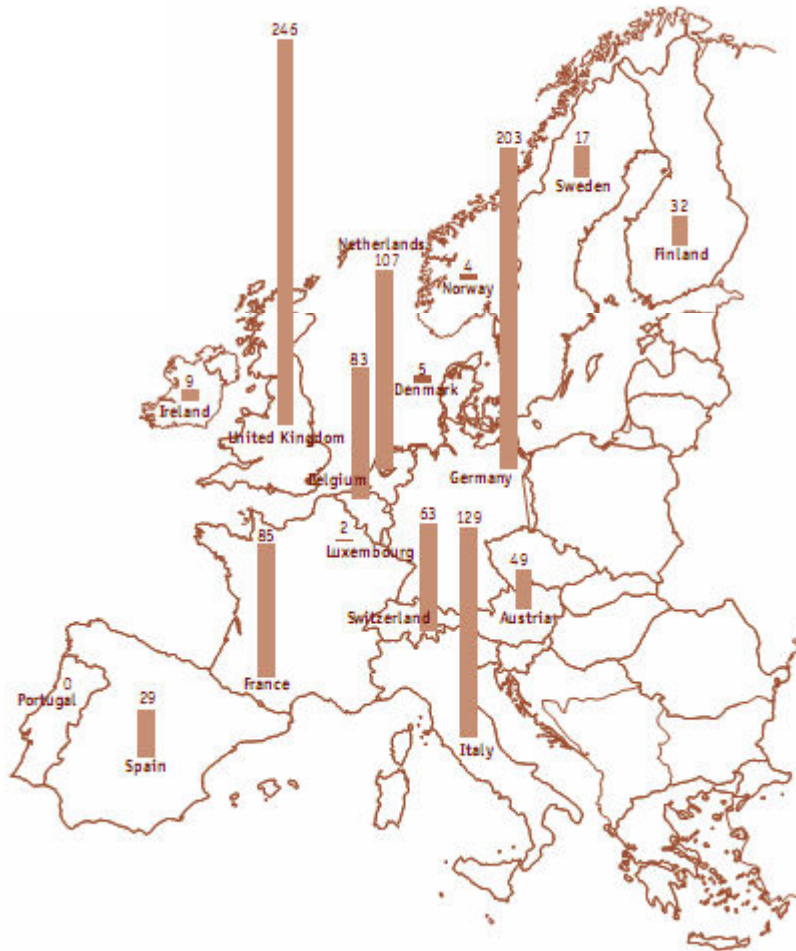 246
203
17
Sweden
32
Finland
Netherlands
107
4
Norway
83
5
Denmark
9
Ireland
United Kingdom
Belgium
Germany
63
129
2
Luxembourg
85
49
Switzerland
Austria
France
0
Portugal
29
Spain
Italy